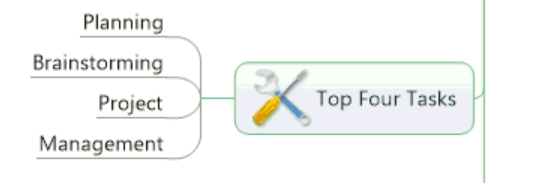 Planning
Brainstorming
Project
Management
Top Four Tasks